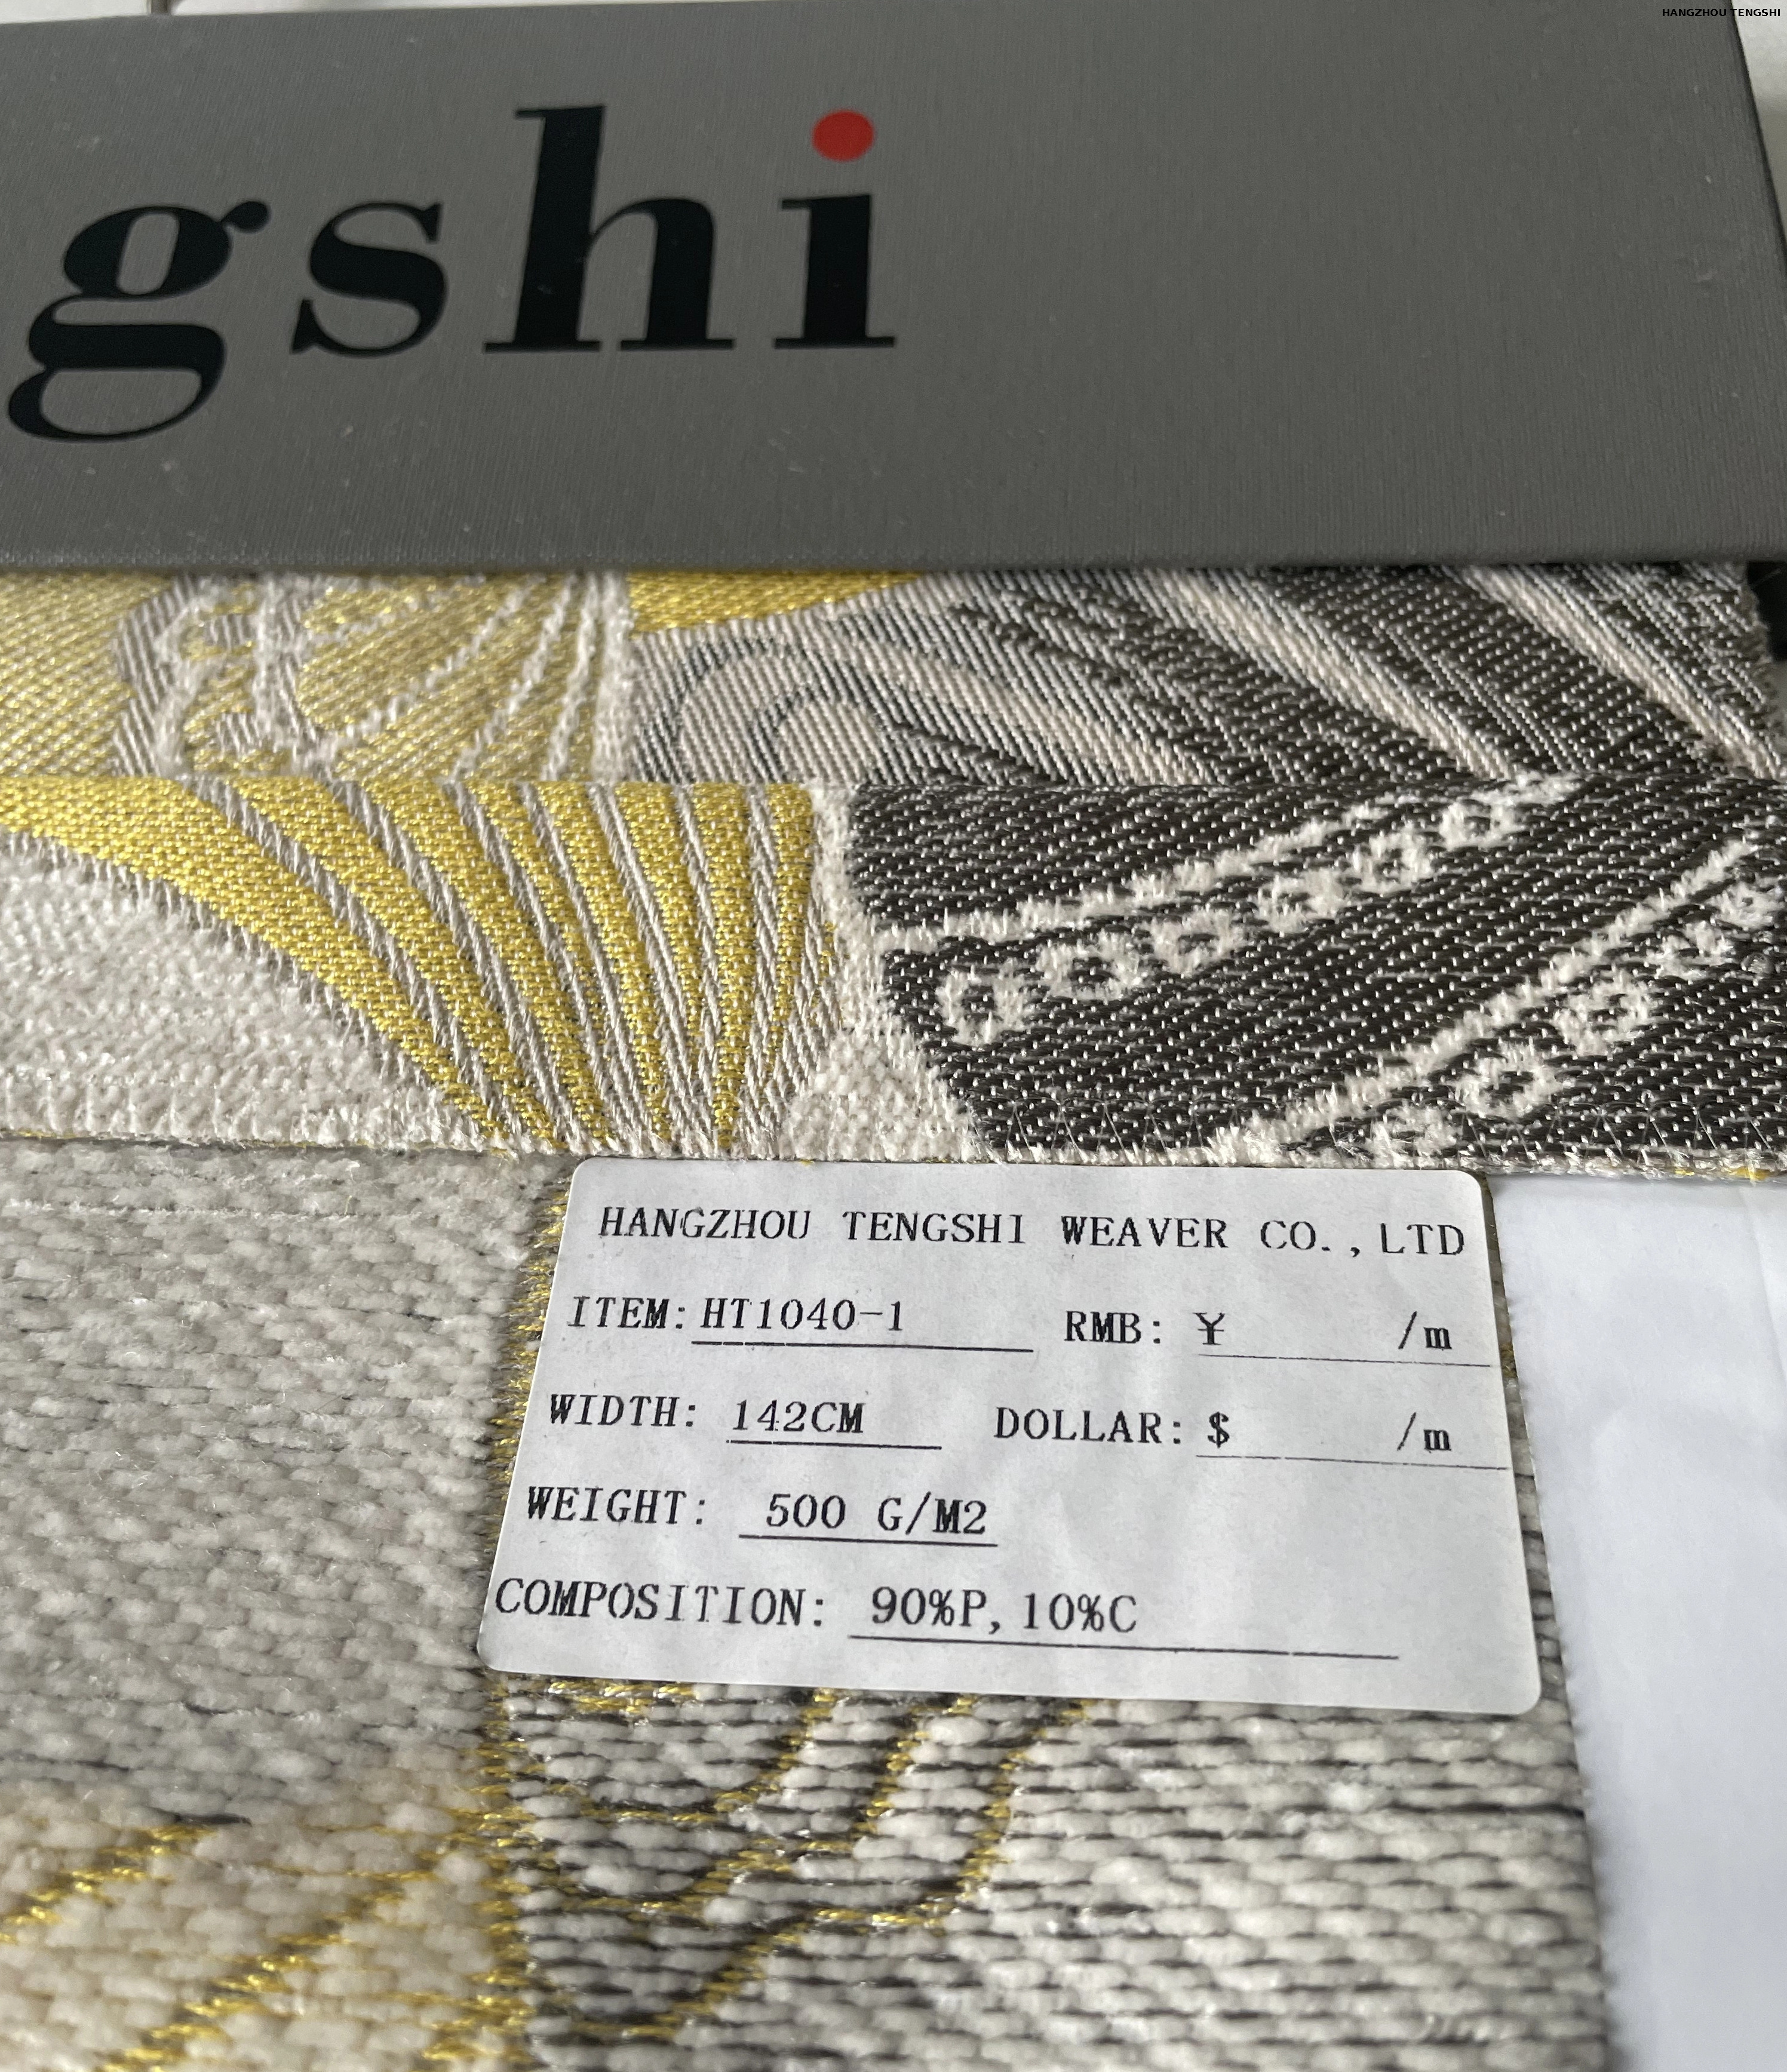 HANGZHOU TENGSHI
gshi
HANGZHOU TENGSHI WEAVER CO.,LTD
ITEM: HT1040-1 RMB: ¥ /m
WIDTH: 142CM DOLLAR: $ /m
WEIGHT: 500 G/M2
COMPOSITION: 90%P,10%C